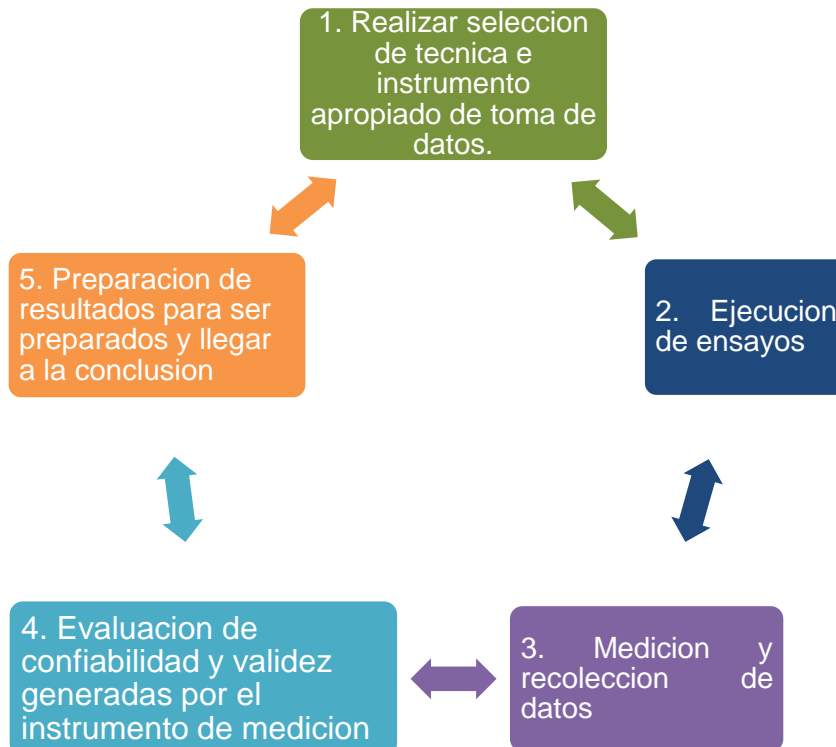 1. Realizar seleccion
de tecnica e
instrumento
apropiado de toma de
datos.
2. Ejecucion
de ensayos
3. Medicion y
recoleccion de
datos
4. Evaluacion de
confiabilidad y validez
generadas por el
instrumento de medicion
5. Preparacion de
resultados para ser
preparados y llegar
a la conclusion